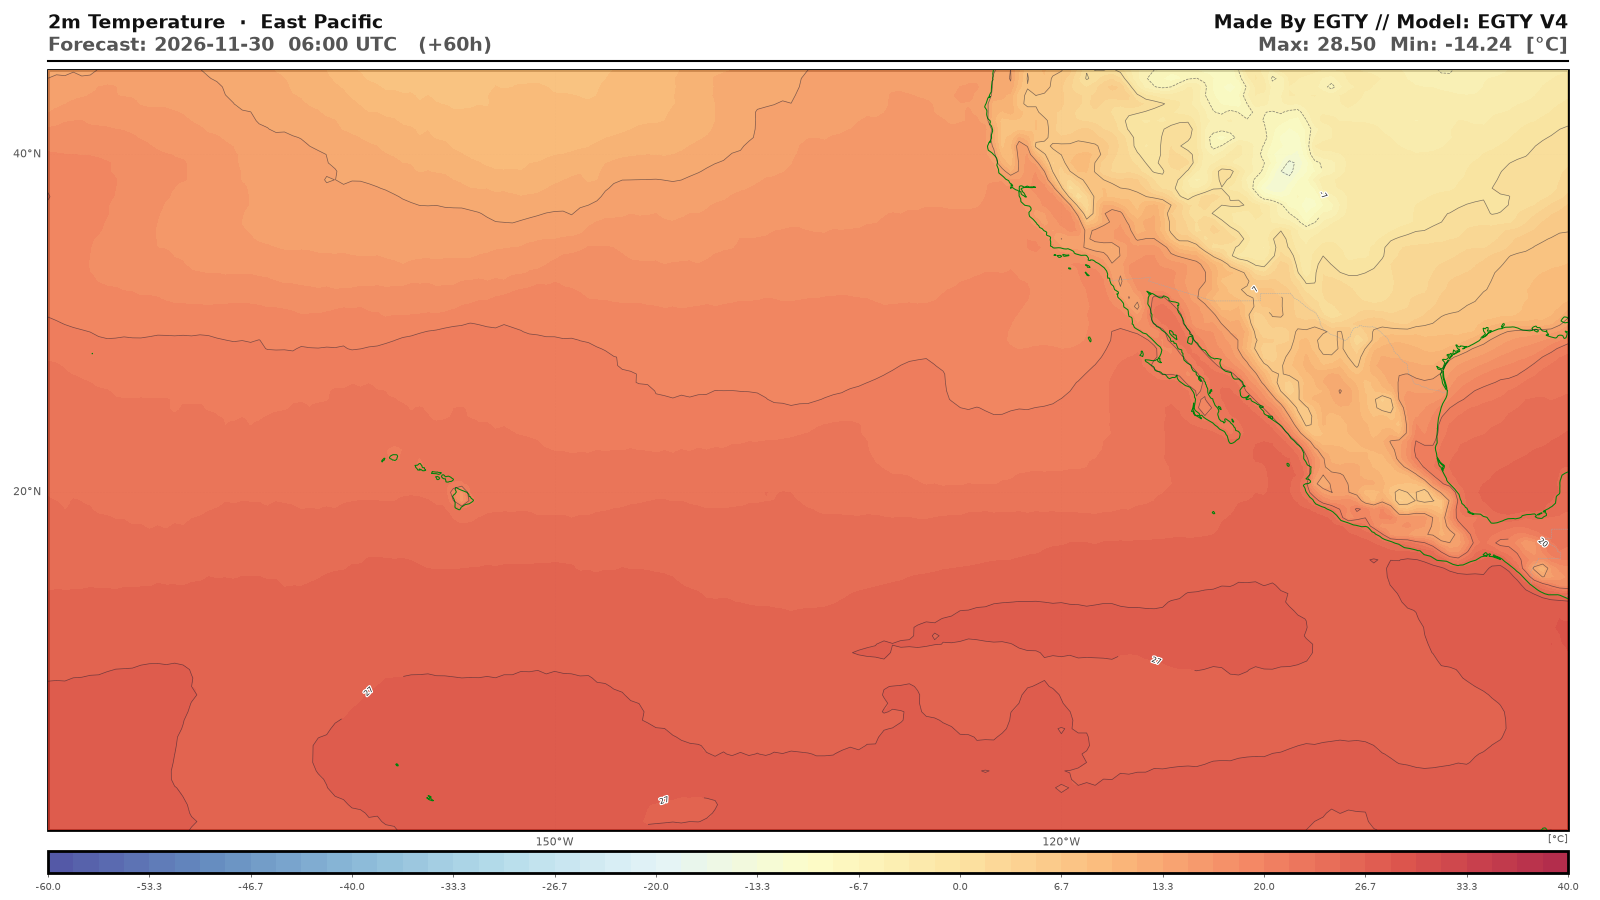 2m Temperature · East Pacific
Made By EGTY // Model: EGTY V4
Forecast: 2026-11-30 06:00 UTC (+60h)
Max: 28.50 Min: -14.24 [°C]
40°N
-7
7
20°N
20
27
27
27
150°W
120°W
[°C]
-60.0 -53.3 -46.7 -40.0 -33.3 -26.7 -20.0 -13.3 -6.7 0.0 6.7 13.3 20.0 26.7 33.3 40.0